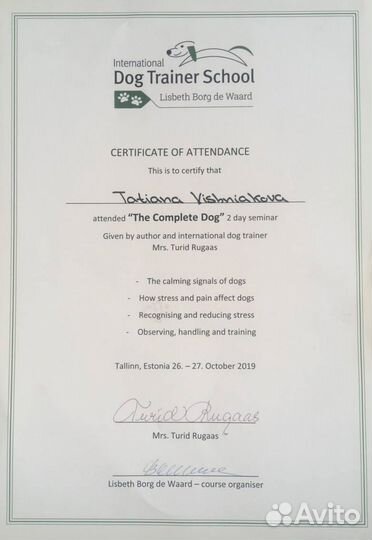 International
Dog Trainer School
Lisbeth Borg de Waard
CERTIFICATE OF ATTENDANCE
This is to certify that
Tatiana Vishniakova
attended "The Complete Dog" 2 day seminar
Given by author and international dog trainer
Mrs. Turid Rugaas
- The calming signals of dogs
- How stress and pain affect dogs
- Recognising and reducing stress
- Observing, handling and training
Tallinn, Estonia 26. – 27. October 2019
Turid Rugaas
Mrs. Turid Rugaas
Lisbeth Borg de Waard – course organiser
Avito